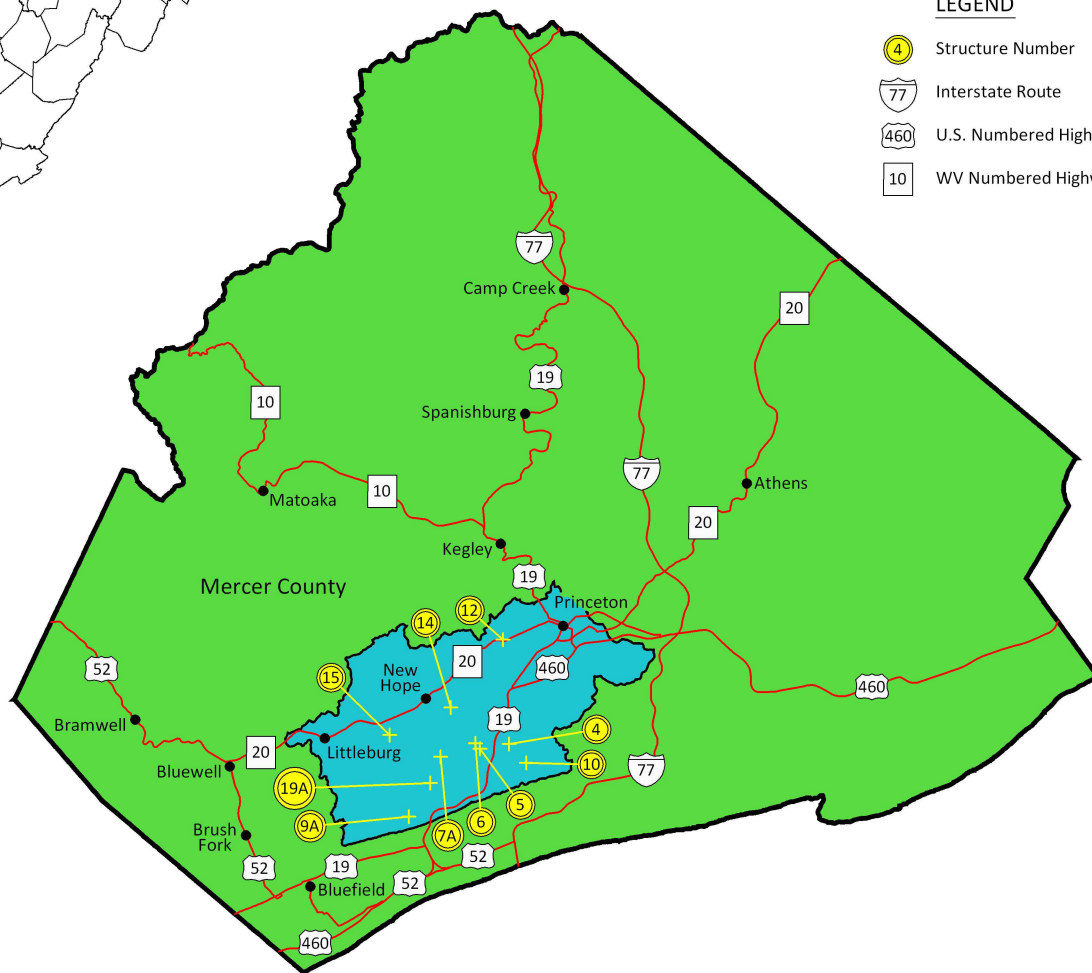 LEGEND
4 Structure Number
77 Interstate Route
460 U.S. Numbered High
10 WV Numbered Highw
77
Camp Creek
20
19
10
Spanishburg
77
Athens
10
Matoaka
20
Kegley
19
Mercer County
Princeton
12
14
20
460
52
15
New
Hope
460
19
Bramwell
4
20
Littleburg
Bluewell
10
77
19A
5
9A
6
Brush
Fork
7A
52
52
19
52
Bluefield
460